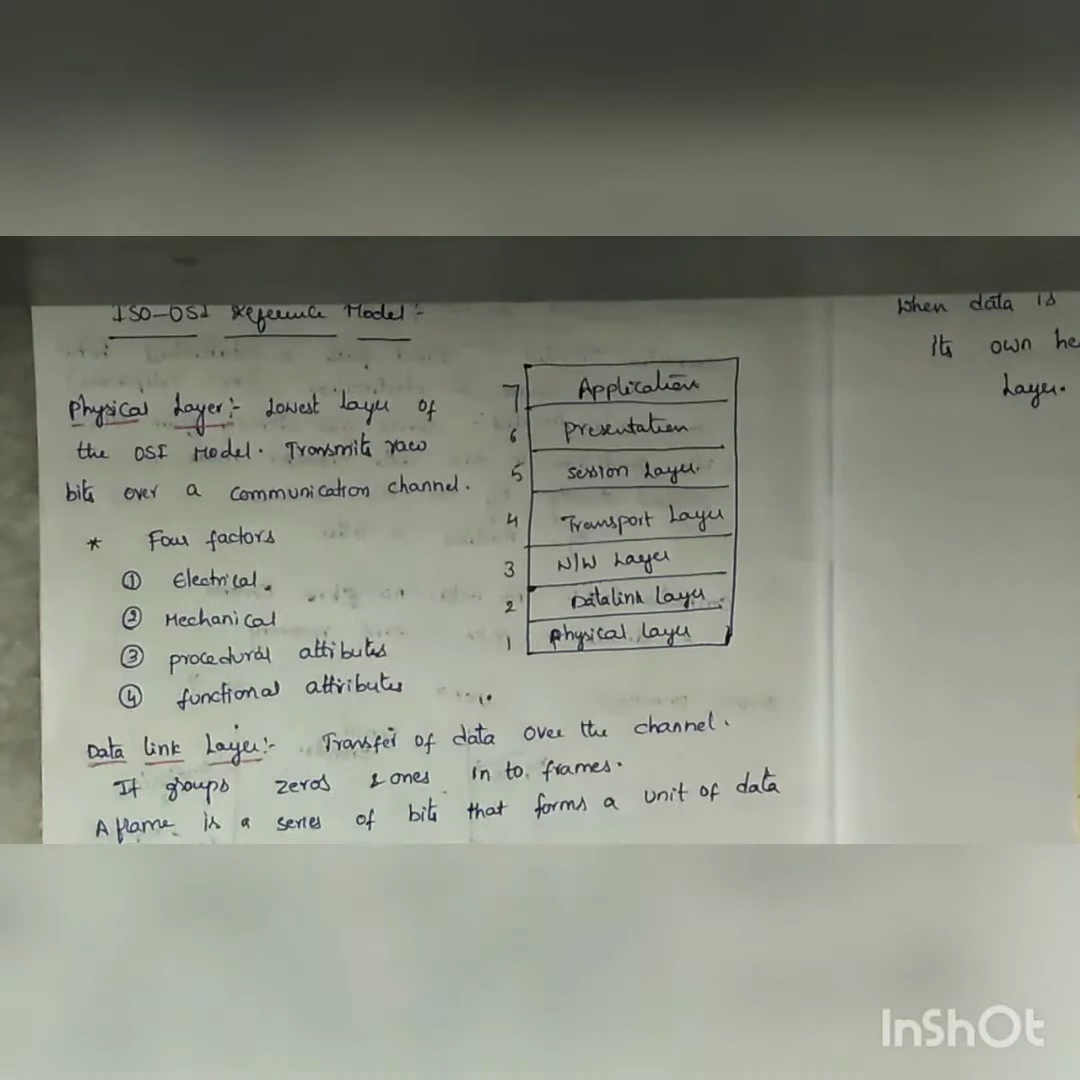 ISO-OSI Reference Model:-
Physical Layer:- Lowest layer of
the OSI Model. Transmits raw
bits over a communication channel.
* Four factors
① Electrical.
② Mechanical
③ procedural attibutes
④ functional attributes
7 Application
6 presentation
5 session Layer
4 Transport Layer
3 N/W Layer
2 Datalink Layer
1 physical layer
Data link Layer:- Transfer of data over the channel.
It groups zeros & ones in to frames.
A frame is a series of bits that forms a unit of data
When data is
its own he
Layer.
InShOt